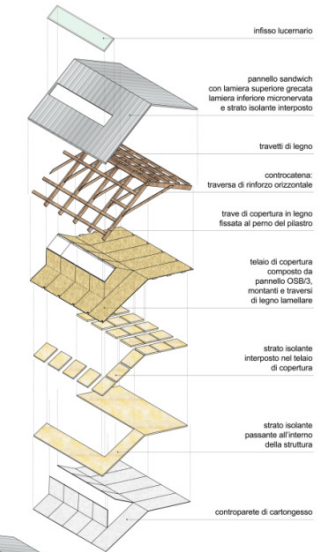 infisso lucernario
pannello sandwich
con lamiera superiore grecata
lamiera inferiore micronervata
e strato isolante interposto
travetti di legno
controcatena:
traversa di rinforzo orizzontale
trave di copertura in legno
fissata al perno del pilastro
telaio di copertura
composto da
pannello OSB/3,
montanti e traversi
di legno lamellare
strato isolante
interposto nel telaio
di copertura
strato isolante
passante all'interno
della struttura
controparete di cartongesso